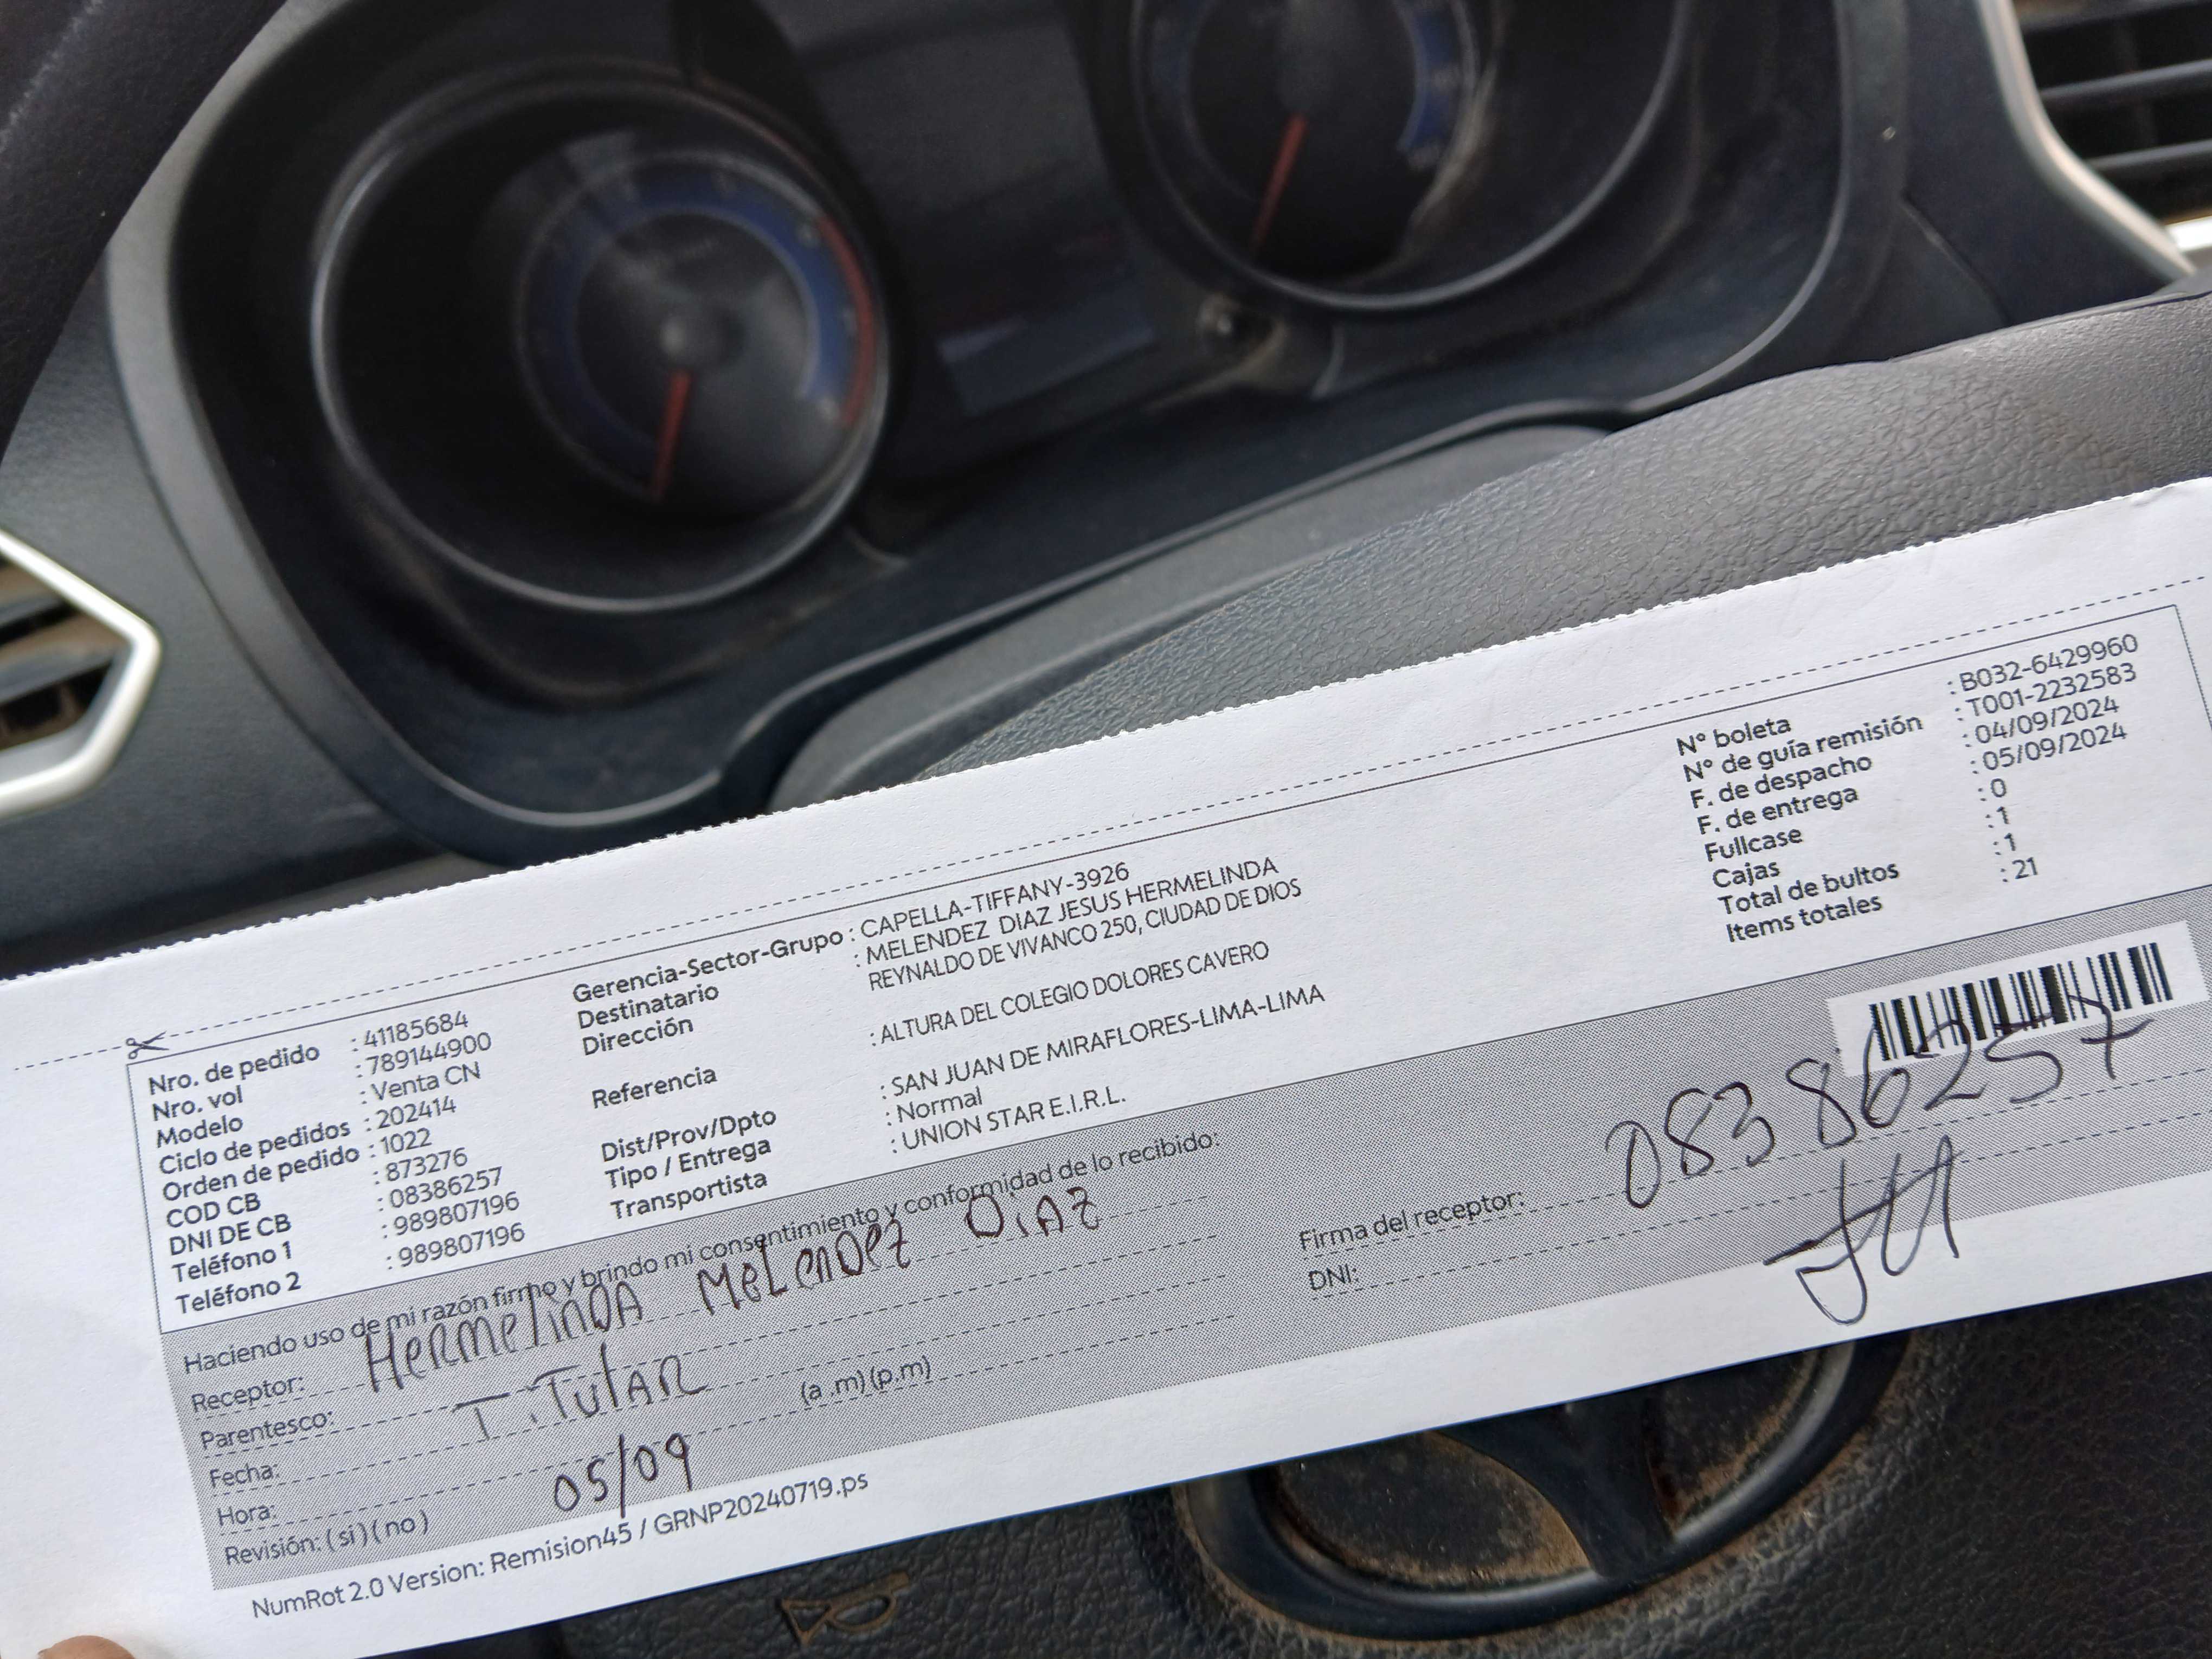 Nro. de pedido : 41185684
Nro. vol : 789144900
Modelo : Venta CN
Ciclo de pedidos : 202414
Orden de pedido : 1022
COD CB : 873276
DNI DE CB : 08386257
Teléfono 1 : 989807196
Teléfono 2 : 989807196
Gerencia-Sector-Grupo : CAPELLA-TIFFANY-3926
Destinatario : MELENDEZ DIAZ JESUS HERMELINDA
Dirección REYNALDO DE VIVANCO 250, CIUDAD DE DIOS
Referencia : ALTURA DEL COLEGIO DOLORES CAVERO
Dist/Prov/Dpto : SAN JUAN DE MIRAFLORES-LIMA-LIMA
Tipo / Entrega : Normal
Transportista : UNION STAR E.I.R.L.
N° boleta : B032-6429960
N° de guía remisión : T001-2232583
F. de despacho : 04/09/2024
F. de entrega : 05/09/2024
Fullcase : 0
Cajas : 1
Total de bultos : 1
Items totales : 21
Haciendo uso de mi razón firmo y brindo mi consentimiento y conformidad de lo recibido:
Receptor: HERMELINDA MELENDEZ DIAZ
Parentesco: TiTULAR
Fecha:
Hora: 05/09 (a .m) (p.m)
Revisión: ( si ) ( no )
Firma del receptor: 08386257
DNI:
NumRot 2.0 Version: Remision45 / GRNP20240719.ps